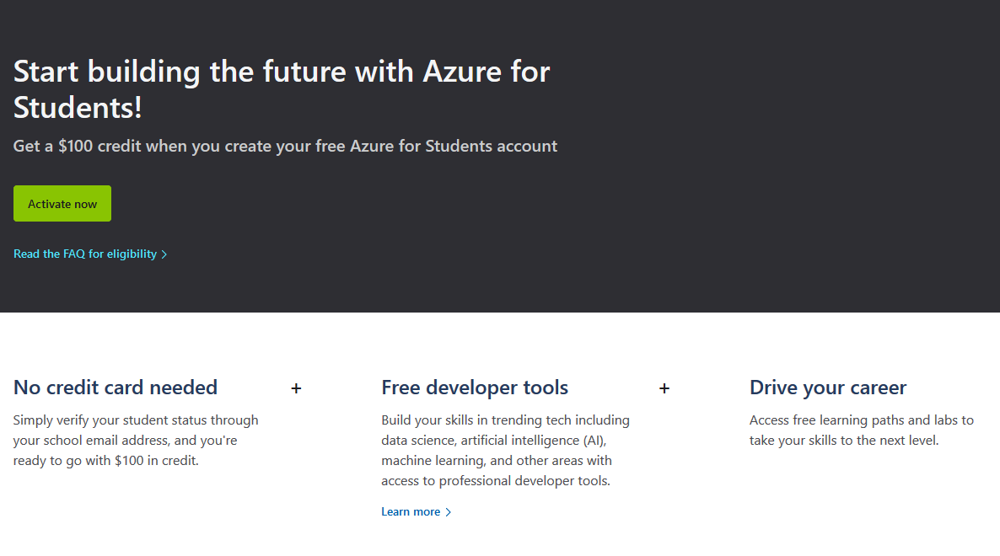 Start building the future with Azure for
Students!
Get a $100 credit when you create your free Azure for Students account
Activate now
Read the FAQ for eligibility >
No credit card needed
+
Simply verify your student status through
your school email address, and you're
ready to go with $100 in credit.
Free developer tools
+
Build your skills in trending tech including
data science, artificial intelligence (AI),
machine learning, and other areas with
access to professional developer tools.
Learn more >
Drive your career
Access free learning paths and labs to
take your skills to the next level.